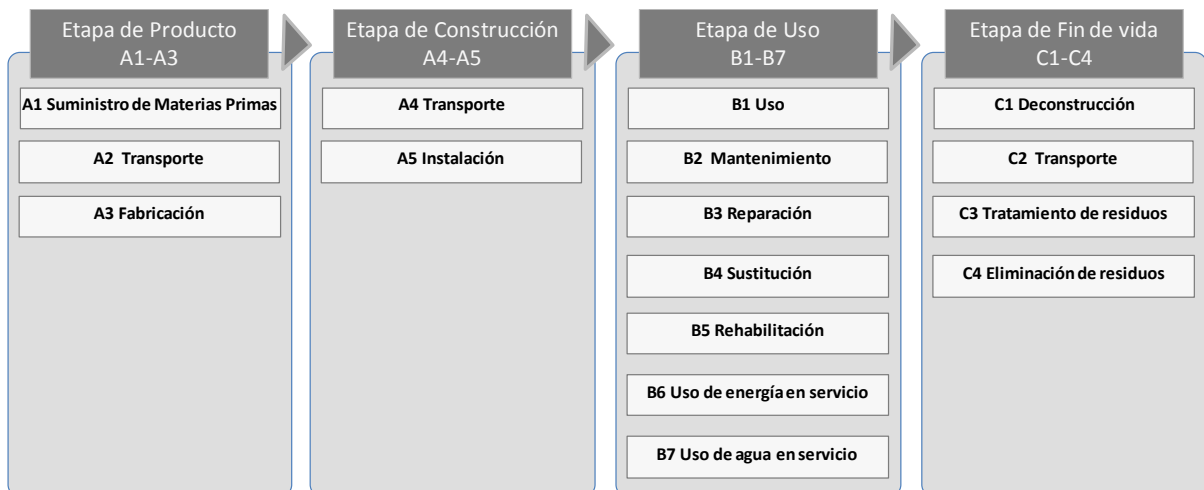 Etapa de Producto
A1-A3
A1 Suministro de Materias Primas
A2 Transporte
A3 Fabricación
Etapa de Construcción
A4-A5
A4 Transporte
A5 Instalación
Etapa de Uso
B1-B7
B1 Uso
B2 Mantenimiento
B3 Reparación
B4 Sustitución
B5 Rehabilitación
B6 Uso de energía en servicio
B7 Uso de agua en servicio
Etapa de Fin de vida
C1-C4
C1 Deconstrucción
C2 Transporte
C3 Tratamiento de residuos
C4 Eliminación de residuos